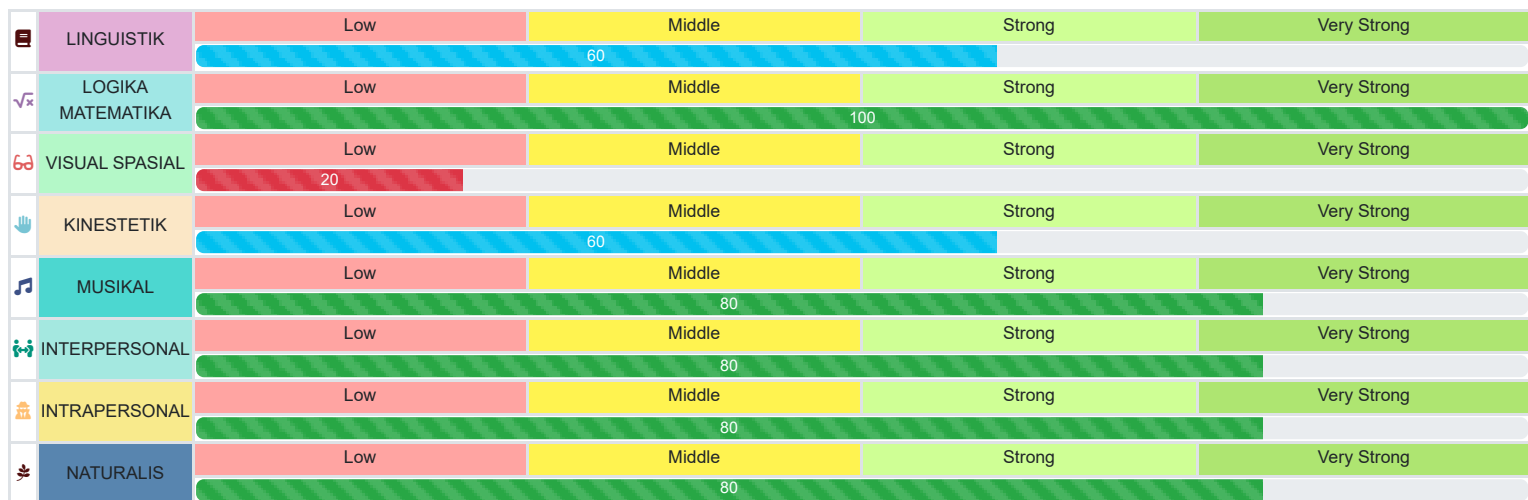 LINGUISTIK
Low Middle Strong Very Strong
60
LOGIKA
MATEMATIKA
Low Middle Strong Very Strong
100
VISUAL SPASIAL
Low Middle Strong Very Strong
20
KINESTETIK
Low Middle Strong Very Strong
60
MUSIKAL
Low Middle Strong Very Strong
80
INTERPERSONAL
Low Middle Strong Very Strong
80
INTRAPERSONAL
Low Middle Strong Very Strong
80
NATURALIS
Low Middle Strong Very Strong
80